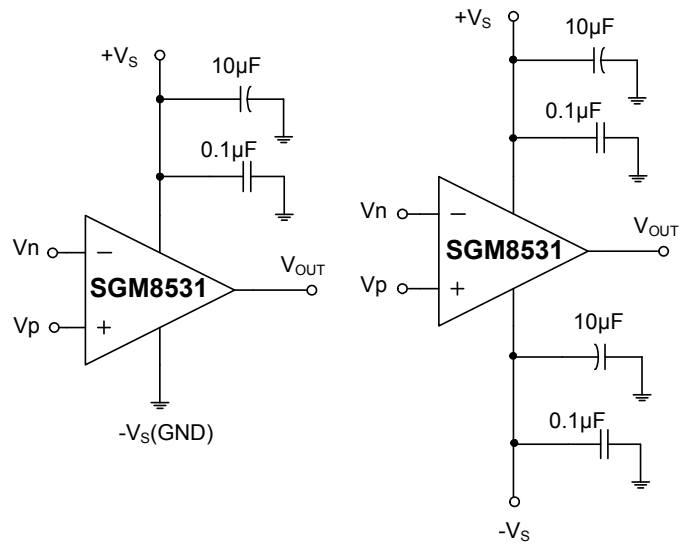 +VS
10µF
0.1µF
Vn
−
SGM8531
Vp
+
VOUT
-VS(GND)
+VS
10µF
0.1µF
Vn
−
SGM8531
Vp
+
VOUT
10µF
0.1µF
-VS